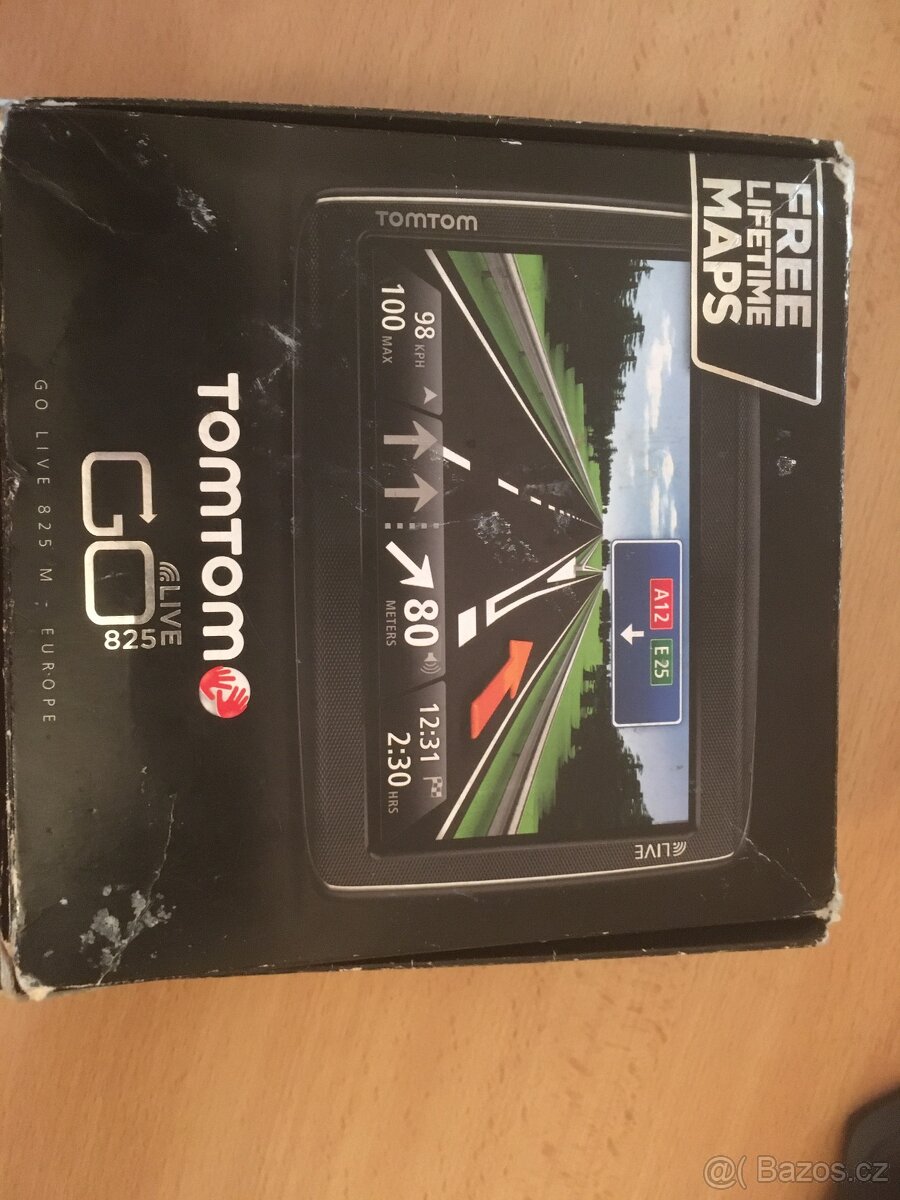 FREE
LIFETIME
MAPS
TOMTOM
A12
E 25
LIVE
98 KPH
100 MAX
80
METERS
12:31
2:30 HRS
TOMTOM
GO LIVE
825
GO LIVE 825 M ; EUROPE
@( Bazos.cz